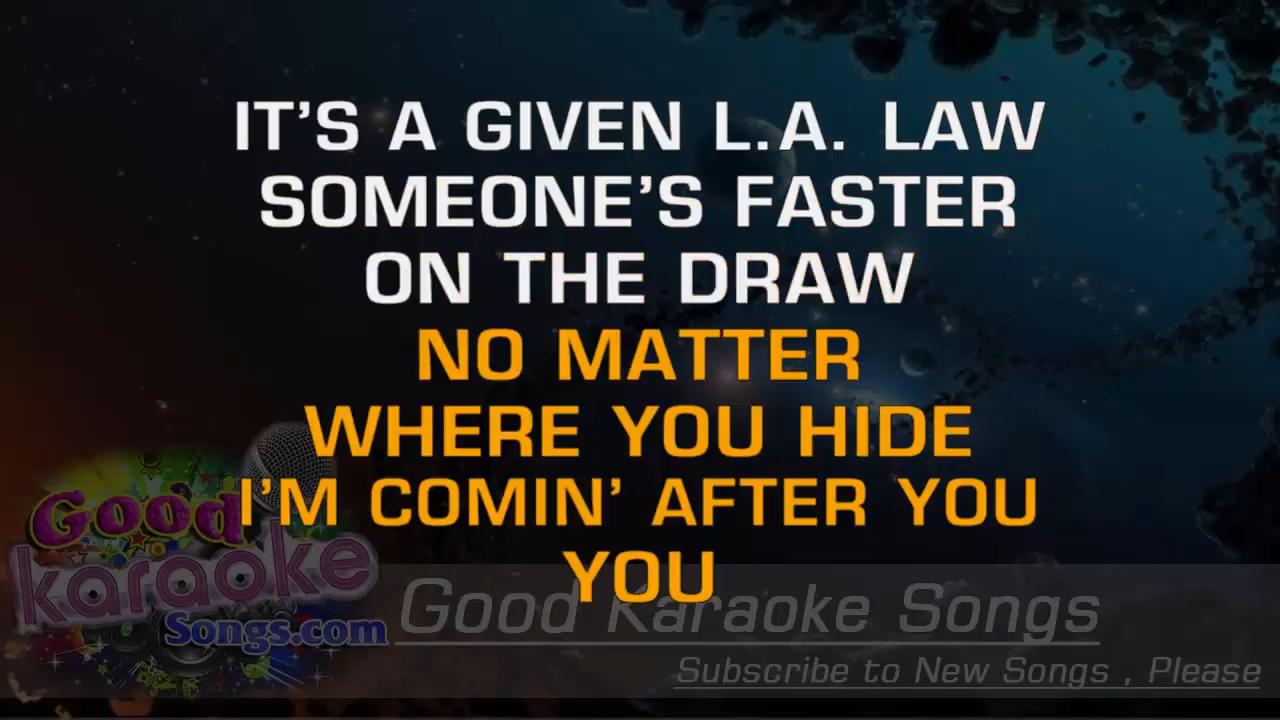 IT'S A GIVEN L.A. LAW
SOMEONE'S FASTER
ON THE DRAW
NO MATTER
WHERE YOU HIDE
I'M COMIN' AFTER YOU
YOU
Good
karaoke
Songs.com
Good Karaoke Songs
Subscribe to New Songs , Please